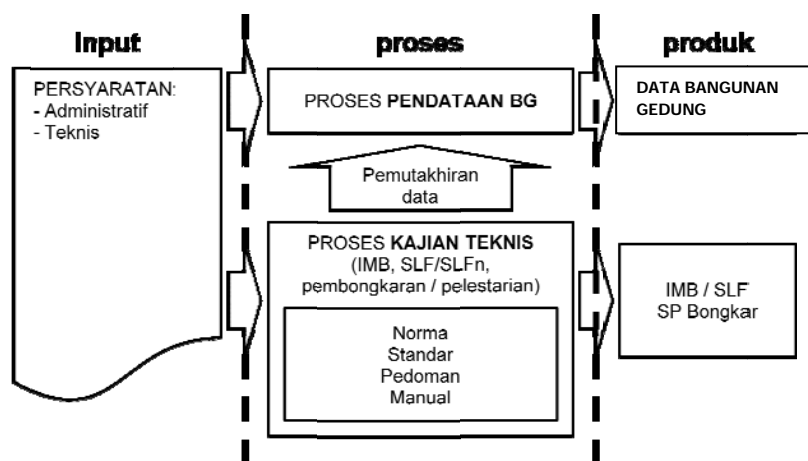 Input
proses
produk
PERSYARATAN:
- Administratif
- Teknis
PROSES PENDATAAN BG
DATA BANGUNAN
GEDUNG
Pemutakhiran
data
PROSES KAJIAN TEKNIS
(IMB, SLF/SLFn,
pembongkaran / pelestarian)
Norma
Standar
Pedoman
Manual
IMB / SLF
SP Bongkar